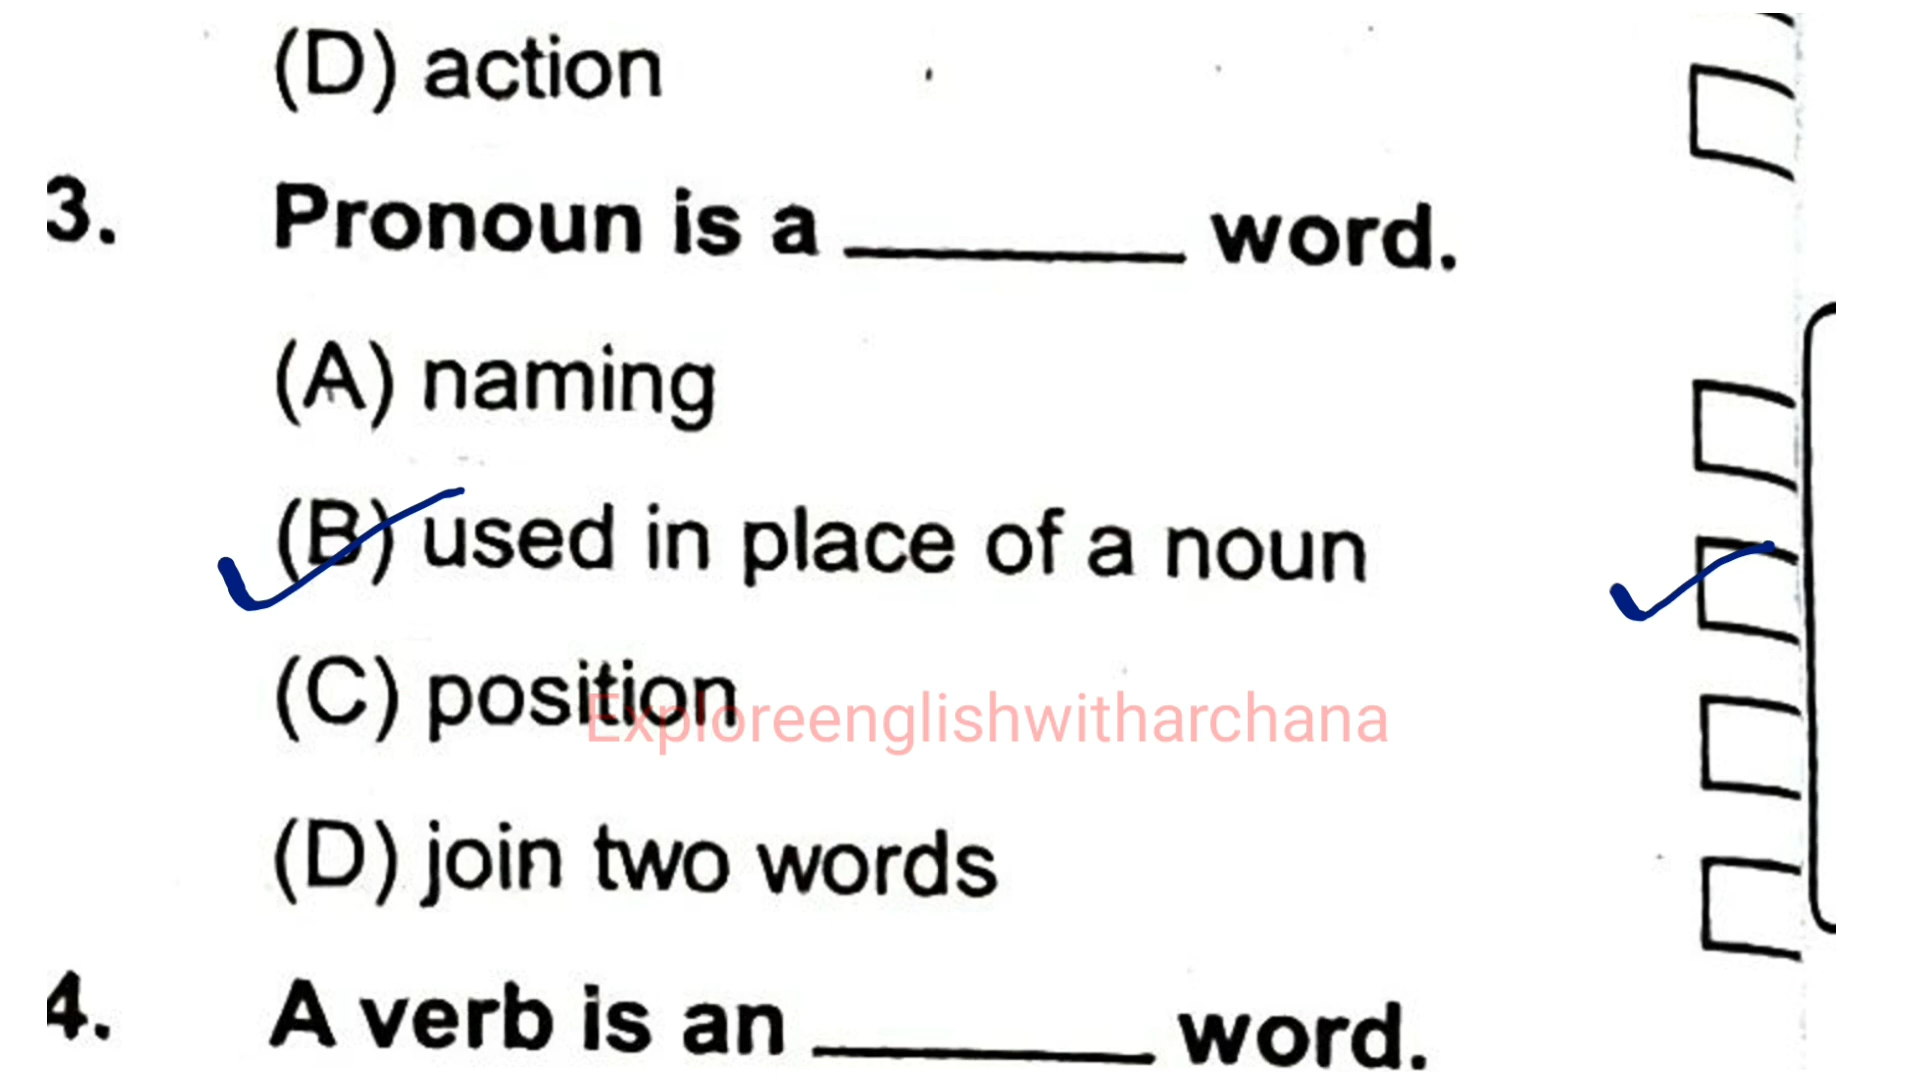 (D) action
3. Pronoun is a ________ word.
(A) naming
(B) used in place of a noun
(C) position
Exploreenglishwitharchana
(D) join two words
4. A verb is an ________ word.